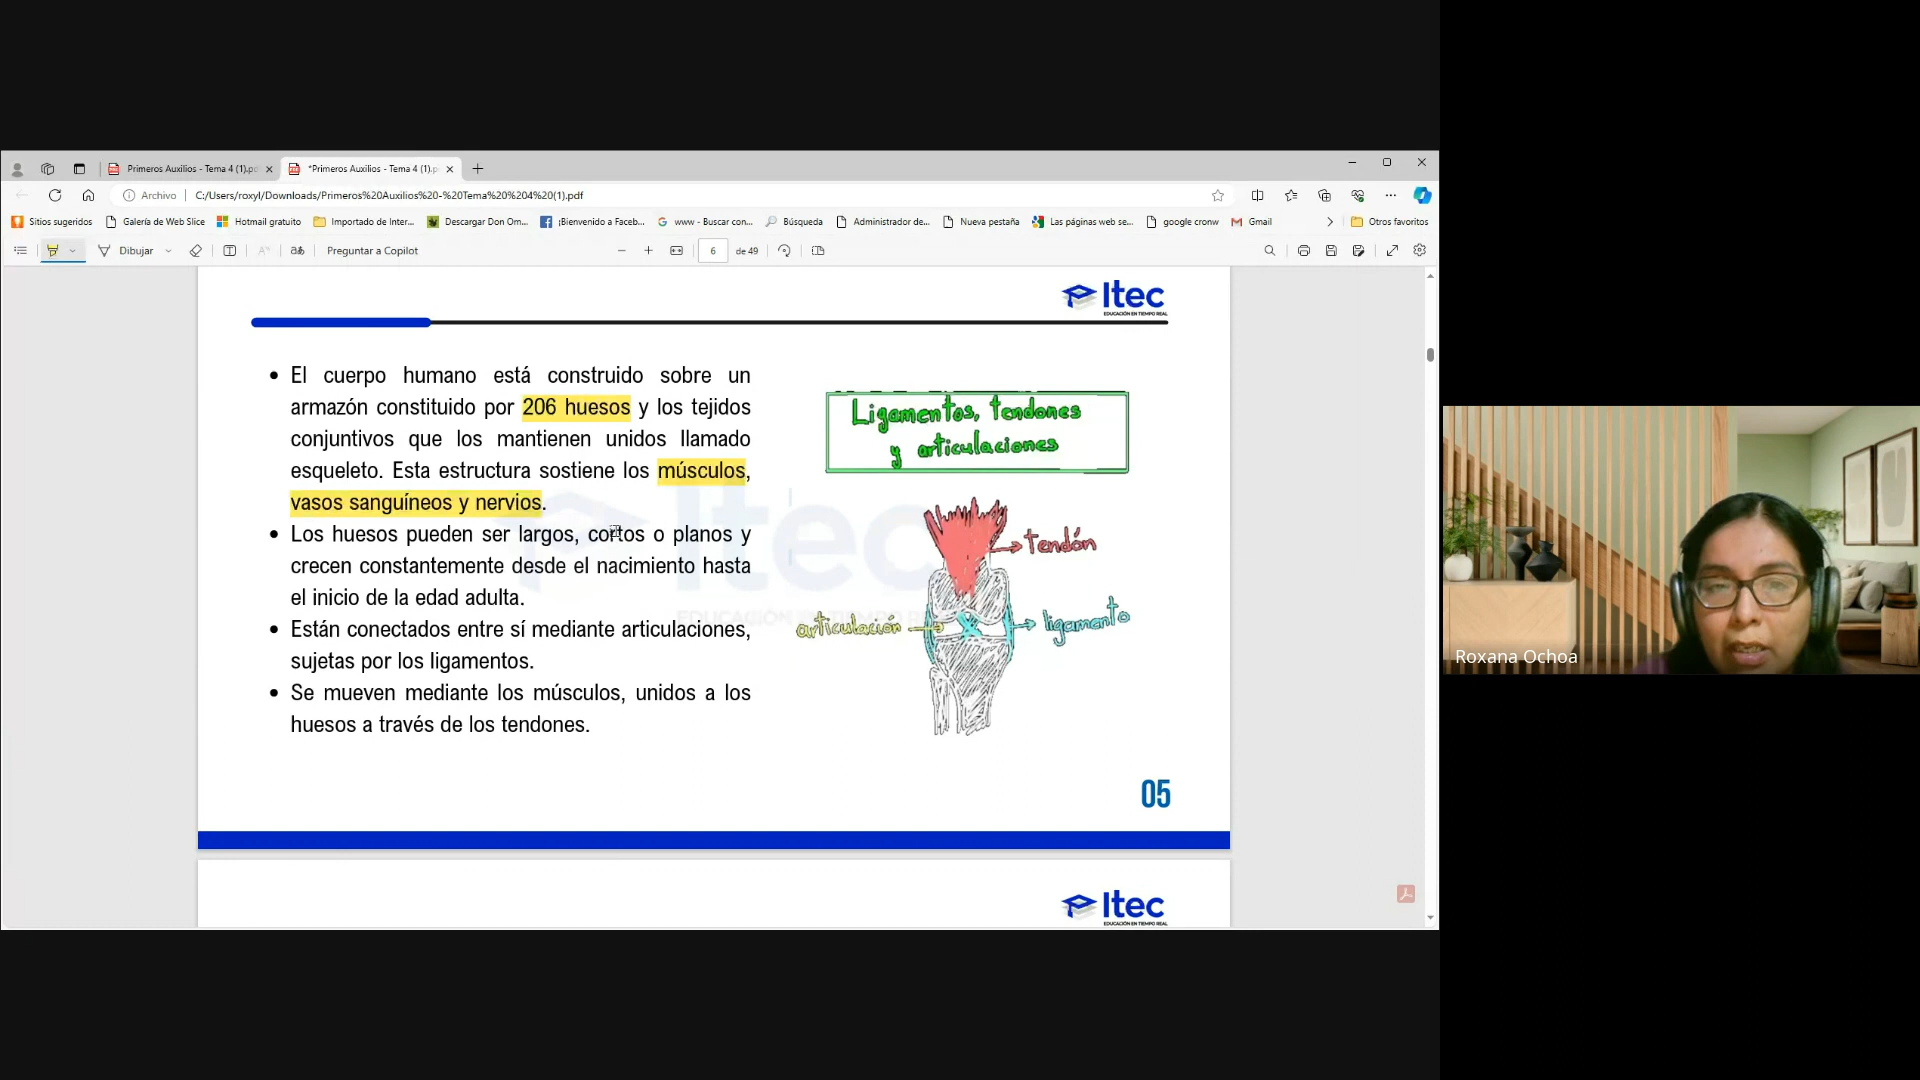 Primeros Auxilios - Tema 4 (1).pd
*Primeros Auxilios - Tema 4 (1).p
Archivo
C:/Users/roxyl/Downloads/Primeros%20Auxilios%20-%20Tema%20%204%20(1).pdf
Sitios sugeridos
Galería de Web Slice
Hotmail gratuito
Importado de Inter...
Descargar Don Om...
¡Bienvenido a Faceb...
www - Buscar con...
Búsqueda
Administrador de...
Nueva pestaña
Las páginas web se...
google cronw
Gmail
Otros favoritos
Dibujar
Preguntar a Copilot
6 de 49
Itec
EDUCACIÓN EN TIEMPO REAL
• El cuerpo humano está construido sobre un
armazón constituido por 206 huesos y los tejidos
conjuntivos que los mantienen unidos llamado
esqueleto. Esta estructura sostiene los músculos,
vasos sanguíneos y nervios.
• Los huesos pueden ser largos, cortos o planos y
crecen constantemente desde el nacimiento hasta
el inicio de la edad adulta.
• Están conectados entre sí mediante articulaciones,
sujetas por los ligamentos.
• Se mueven mediante los músculos, unidos a los
huesos a través de los tendones.
Ligamentos, tendones
y articulaciones
tendón
articulación
ligamento
Itec
EDUCACIÓN EN TIEMPO REAL
05
Itec
EDUCACIÓN EN TIEMPO REAL
Roxana Ochoa